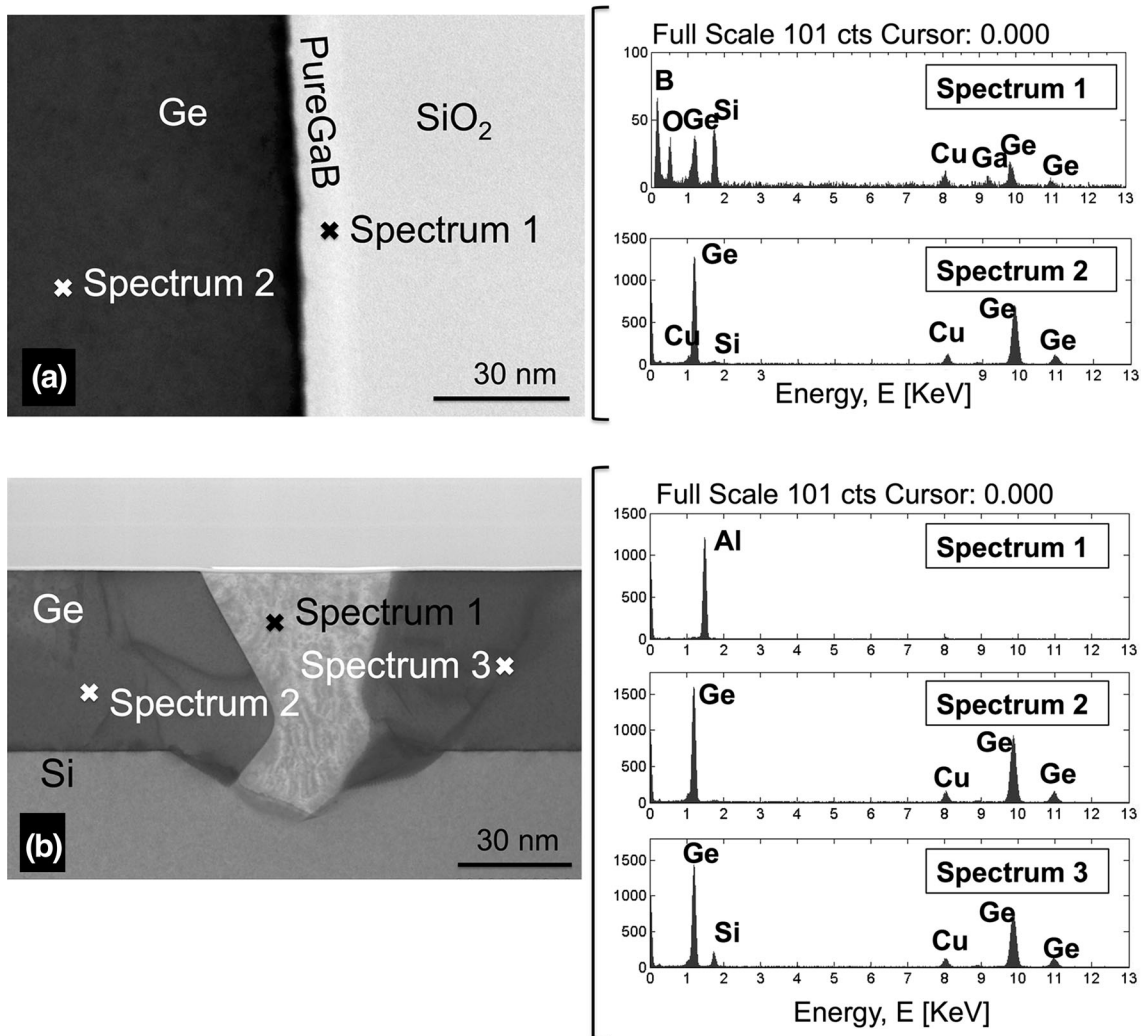 Ge
PureGaB
SiO2
Spectrum 1
Spectrum 2
(a)
30 nm
Full Scale 101 cts Cursor: 0.000
100
50
0
B
O
Ge
Si
Cu
Ga
Ge
Ge
Spectrum 1
0 1 2 3 4 5 6 7 8 9 10 11 12 13
1500
1000
500
0
Ge
Cu
Si
Cu
Ge
Ge
Spectrum 2
0 1 2 3 9 10 11 12 13
Energy, E [KeV]
Ge
Spectrum 1
Spectrum 3
Spectrum 2
Si
(b)
30 nm
Full Scale 101 cts Cursor: 0.000
1500
1000
500
0
Al
Spectrum 1
0 1 2 3 4 5 6 7 8 9 10 11 12 13
1500
1000
500
0
Ge
Cu
Ge
Ge
Spectrum 2
0 1 2 3 4 5 6 7 8 9 10 11 12 13
1500
1000
500
0
Ge
Si
Cu
Ge
Ge
Spectrum 3
0 1 2 3 4 5 6 7 8 9 10 11 12 13
Energy, E [KeV]